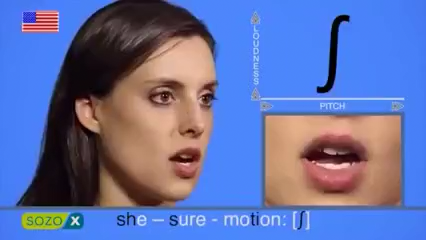 LOUDNESS
ʃ
PITCH
SOZO X
she – sure - motion: [ʃ]